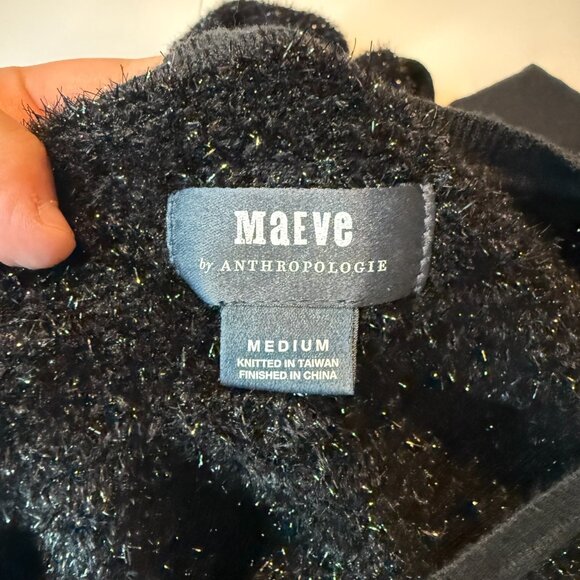 MaEVe
by ANTHROPOLOGIE
MEDIUM
KNITTED IN TAIWAN
FINISHED IN CHINA